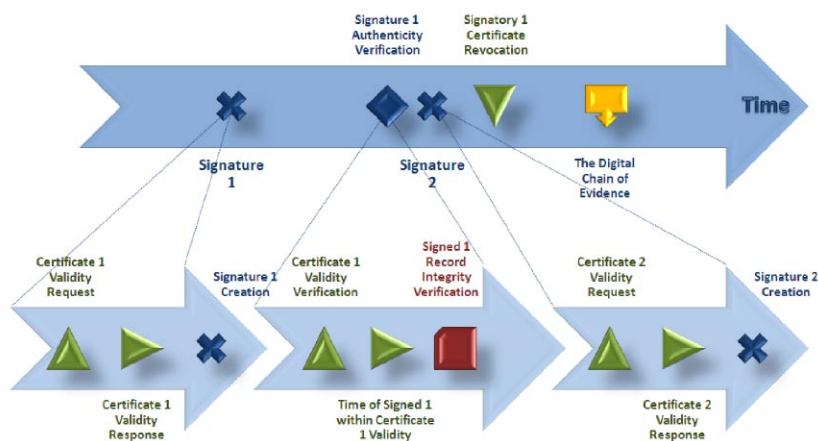 Signature 1
Authenticity
Verification
Signatory 1
Certificate
Revocation
Time
Signature
1
Signature
2
The Digital
Chain of
Evidence
Certificate 1
Validity
Request
Signature 1
Creation
Certificate 1
Validity
Verification
Signed 1
Record
Integrity
Verification
Certificate 2
Validity
Request
Signature 2
Creation
Certificate 1
Validity
Response
Time of Signed 1
within Certificate
1 Validity
Certificate 2
Validity
Response